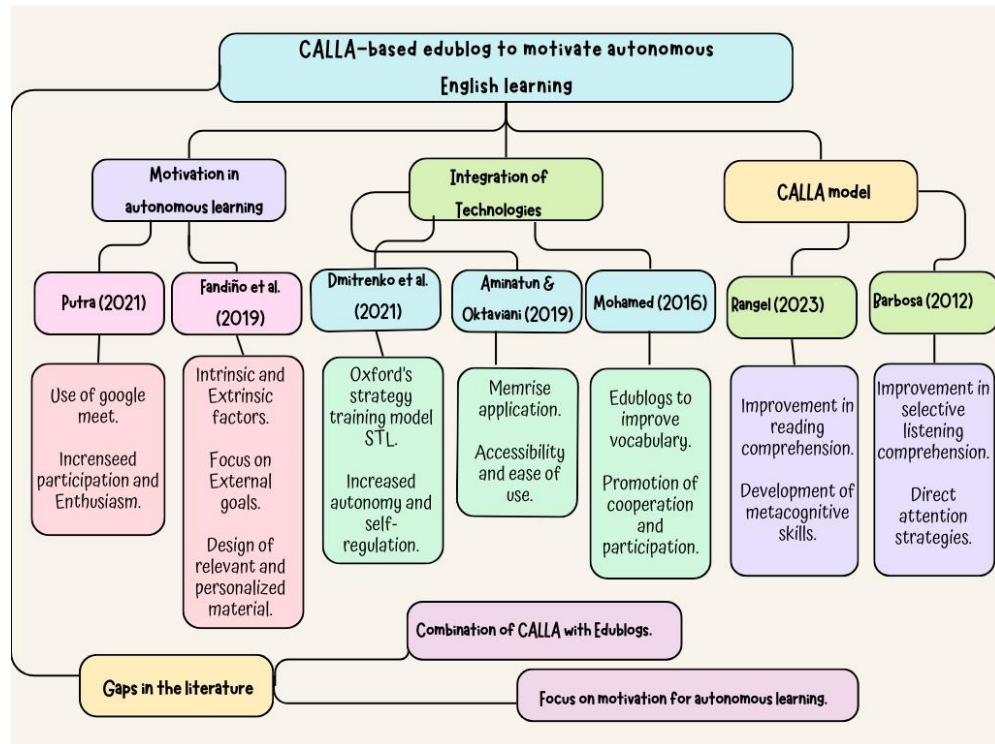 CALLA-based edublog to motivate autonomous
English learning
Motivation in
autonomous learning
Integration of
Technologies
CALLA model
Putra (2021)
Fandiño et al.
(2019)
Dmitrenko et al.
(2021)
Aminatun &
Oktaviani (2019)
Mohamed (2016)
Rangel (2023)
Barbosa (2012)
Use of google
meet.
Increnseed
participation and
Enthusiasm.
Intrinsic and
Extrinsic
factors.
Focus on
External
goals.
Design of
relevant and
personalized
material.
Oxford's
strategy
training model
STL.
Increased
autonomy and
self-
regulation.
Memrise
application.
Accessibility
and ease of
use.
Edublogs to
improve
vocabulary.
Promotion of
cooperation
and
participation.
Improvement in
reading
comprehension.
Development of
metacognitive
skills.
Improvement in
selective
listening
comprehension.
Direct
attention
strategies.
Combination of CALLA with Edublogs.
Gaps in the literature
Focus on motivation for autonomous learning.